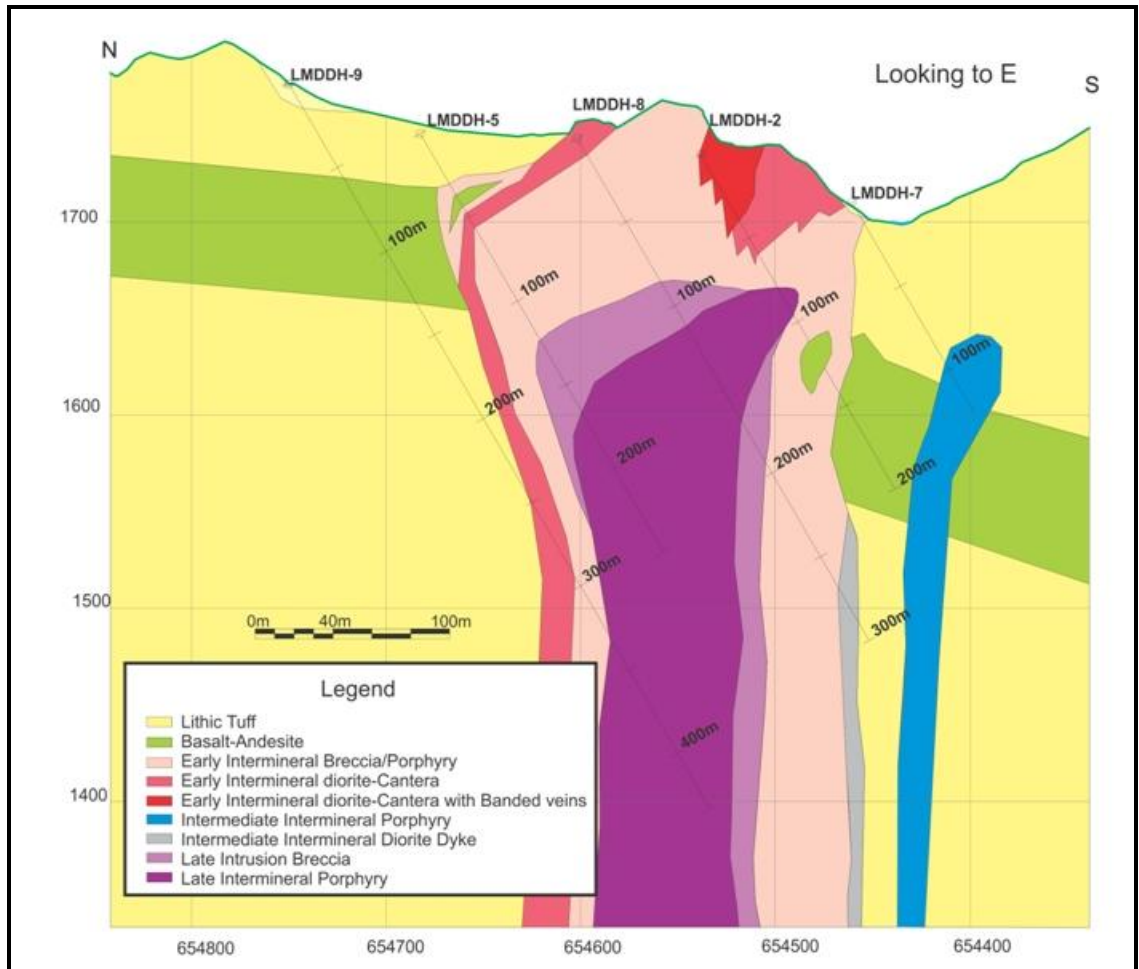 N
LMDDH-9
LMDDH-5
LMDDH-8
LMDDH-2
LMDDH-7
Looking to E
S
1700
1600
1500
1400
100m
200m
300m
400m
100m
200m
100m
200m
300m
100m
200m
100m
0m 40m 100m
Legend
Lithic Tuff
Basalt-Andesite
Early Intermineral Breccia/Porphyry
Early Intermineral diorite-Cantera
Early Intermineral diorite-Cantera with Banded veins
Intermediate Intermineral Porphyry
Intermediate Intermineral Diorite Dyke
Late Intrusion Breccia
Late Intermineral Porphyry
654800 654700 654600 654500 654400